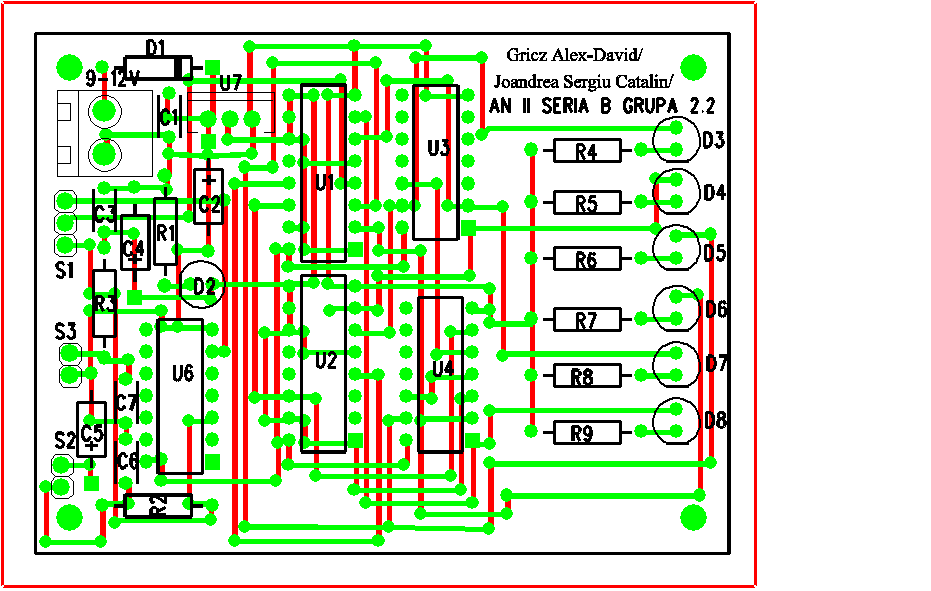 D1
Gricz Alex-David/
9-12V
U7
Joandrea Sergiu Catalin/
AN II SERIA B GRUPA 2.2
C1
D3
R4
U3
U1
D4
C2
C3
R5
R1
C4
D5
R6
S1
D2
R3
D6
R7
S3
U2
U4
U6
D7
R8
C7
D8
C5
R9
S2
C6
R2